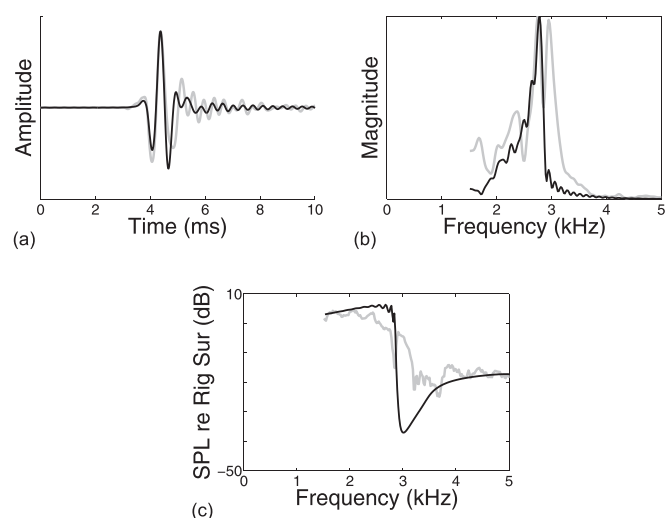 Amplitude
0 2 4 6 8 10
Time (ms)
(a)
Magnitude
0 1 2 3 4 5
Frequency (kHz)
(b)
SPL re Rig Sur (dB)
10
−50
0 1 2 3 4 5
Frequency (kHz)
(c)